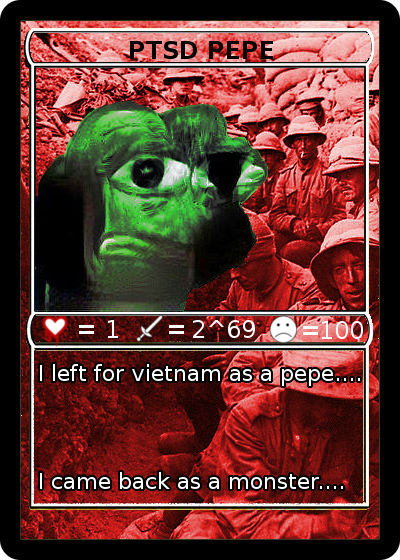 PTSD PEPE
= 1 = 2^69 =100
I left for vietnam as a pepe....
I came back as a monster....